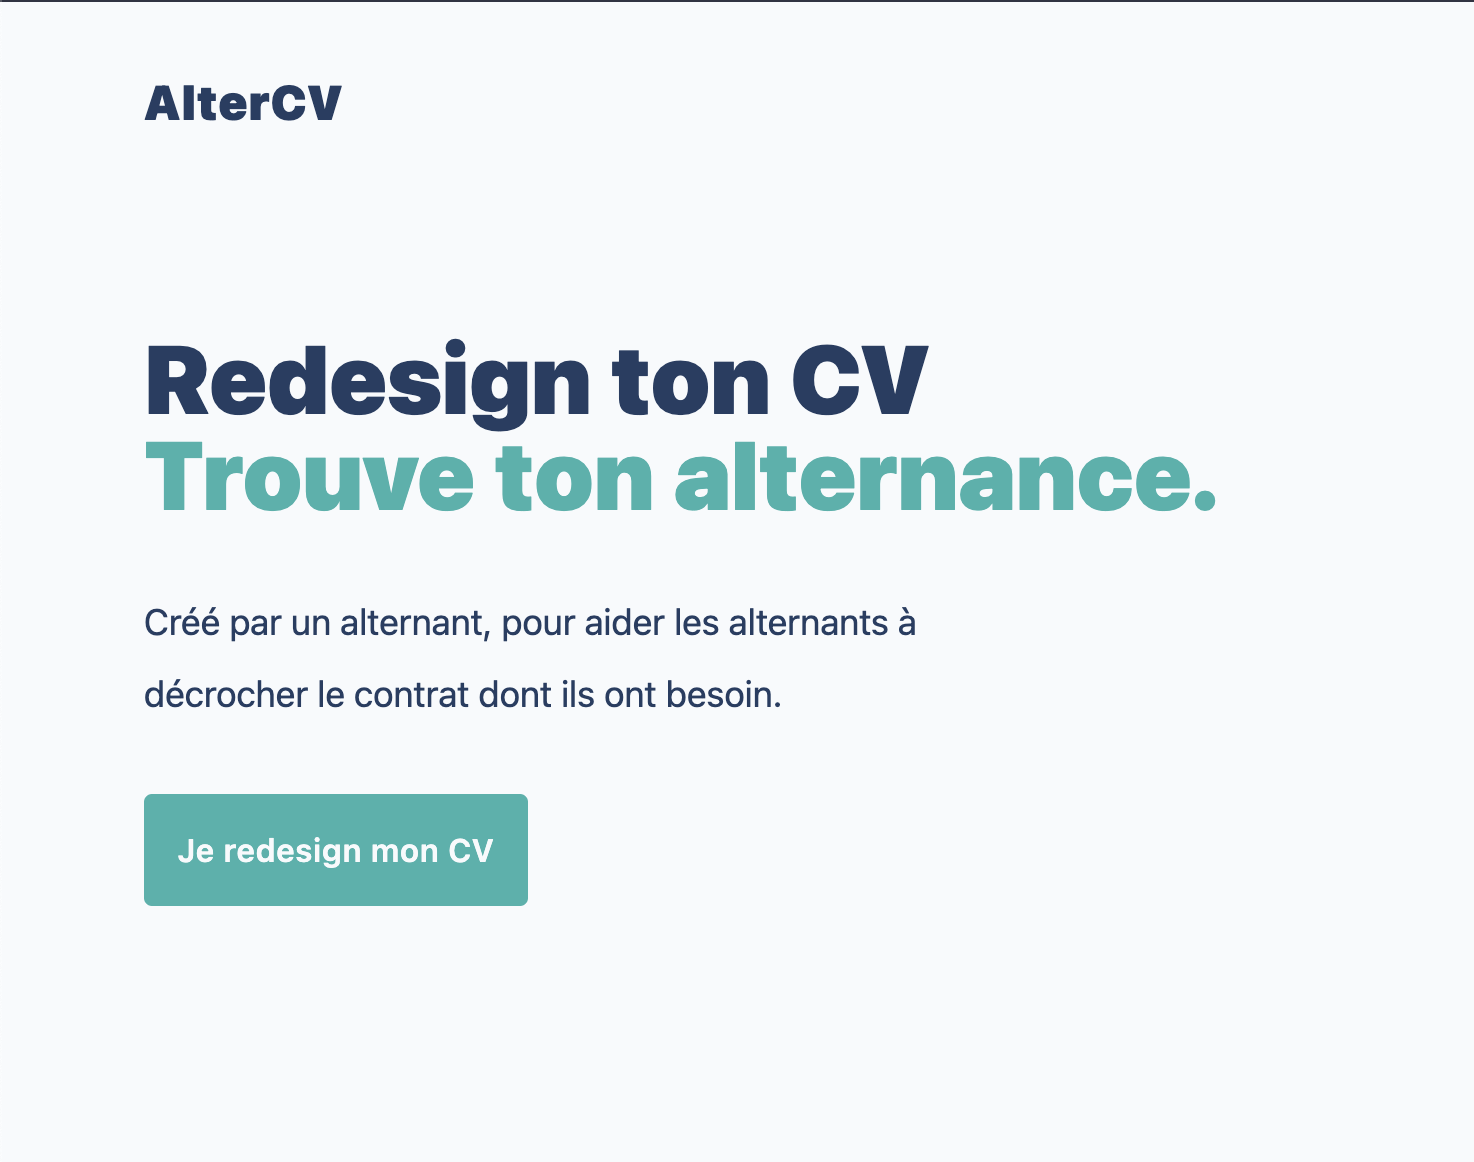 AlterCV
Redesign ton CV
Trouve ton alternance.
Créé par un alternant, pour aider les alternants à
décrocher le contrat dont ils ont besoin.
Je redesign mon CV